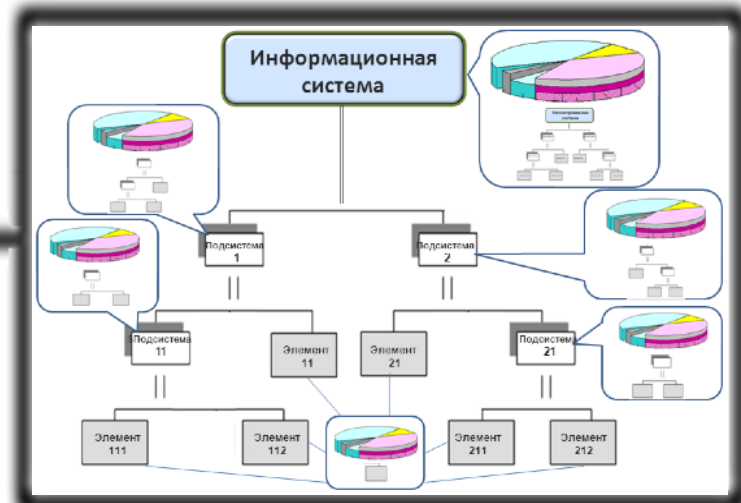 Информационная
система
Подсистема
1
Подсистема
2
Подсистема
11
Элемент
11
Элемент
21
Подсистема
21
Элемент
111
Элемент
112
Элемент
211
Элемент
212